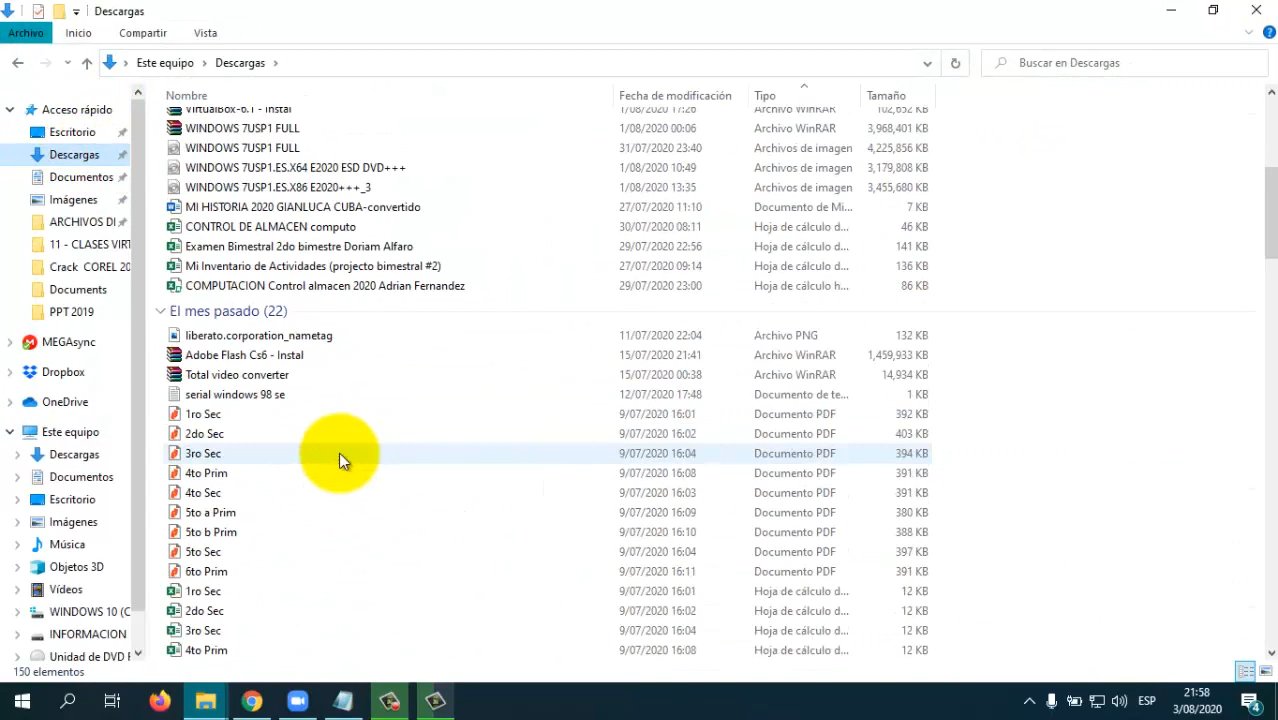 Descargas
Archivo Inicio Compartir Vista
Este equipo > Descargas >
Buscar en Descargas
Nombre Fecha de modificación Tipo Tamaño
VirtualBox-6.1 - Instal 1/08/2020 17:26 Archivo WinRAR 102,652 KB
WINDOWS 7USP1 FULL 1/08/2020 00:06 Archivo WinRAR 3,968,401 KB
WINDOWS 7USP1 FULL 31/07/2020 23:40 Archivos de imagen 4,225,856 KB
WINDOWS 7USP1.ES.X64 E2020 ESD DVD+++ 1/08/2020 10:49 Archivos de imagen 3,179,808 KB
WINDOWS 7USP1.ES.X86 E2020+++_3 1/08/2020 13:35 Archivos de imagen 3,455,680 KB
MI HISTORIA 2020 GIANLUCA CUBA-convertido 27/07/2020 11:10 Documento de Mi... 7 KB
CONTROL DE ALMACEN computo 30/07/2020 08:11 Hoja de cálculo d... 46 KB
Examen Bimestral 2do bimestre Doriam Alfaro 29/07/2020 22:56 Hoja de cálculo d... 141 KB
Mi Inventario de Actividades (projecto bimestral #2) 27/07/2020 09:14 Hoja de cálculo d... 136 KB
COMPUTACION Control almacen 2020 Adrian Fernandez 29/07/2020 23:00 Hoja de cálculo h... 86 KB
El mes pasado (22)
liberato.corporation_nametag 11/07/2020 22:04 Archivo PNG 132 KB
Adobe Flash Cs6 - Instal 15/07/2020 21:41 Archivo WinRAR 1,459,933 KB
Total video converter 15/07/2020 00:38 Archivo WinRAR 14,934 KB
serial windows 98 se 12/07/2020 17:48 Documento de te... 1 KB
1ro Sec 9/07/2020 16:01 Documento PDF 392 KB
2do Sec 9/07/2020 16:02 Documento PDF 403 KB
3ro Sec 9/07/2020 16:04 Documento PDF 394 KB
4to Prim 9/07/2020 16:08 Documento PDF 391 KB
4to Sec 9/07/2020 16:03 Documento PDF 391 KB
5to a Prim 9/07/2020 16:09 Documento PDF 380 KB
5to b Prim 9/07/2020 16:10 Documento PDF 388 KB
5to Sec 9/07/2020 16:04 Documento PDF 397 KB
6to Prim 9/07/2020 16:11 Documento PDF 391 KB
1ro Sec 9/07/2020 16:01 Hoja de cálculo d... 12 KB
2do Sec 9/07/2020 16:02 Hoja de cálculo d... 12 KB
3ro Sec 9/07/2020 16:04 Hoja de cálculo d... 12 KB
4to Prim 9/07/2020 16:08 Hoja de cálculo d... 12 KB
Acceso rápido
Escritorio
Descargas
Documentos
Imágenes
ARCHIVOS DI
11 - CLASES VIRT
Crack COREL 20
Documents
PPT 2019
MEGAsync
Dropbox
OneDrive
Este equipo
Descargas
Documentos
Escritorio
Imágenes
Música
Objetos 3D
Vídeos
WINDOWS 10 (C
INFORMACION
Unidad de DVD E
150 elementos
ESP
21:58
3/08/2020
4